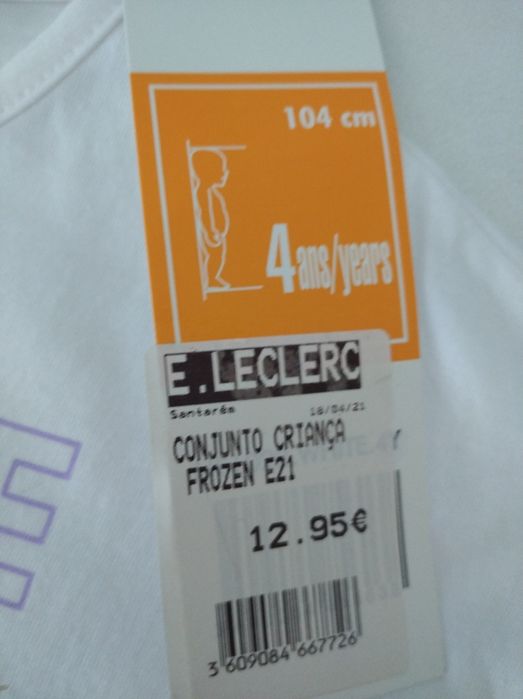 104 cm
4 ans/years
E.LECLERC
Santarém 18/04/21
CONJUNTO CRIANÇA
FROZEN E21
12.95€
3 609084 667726